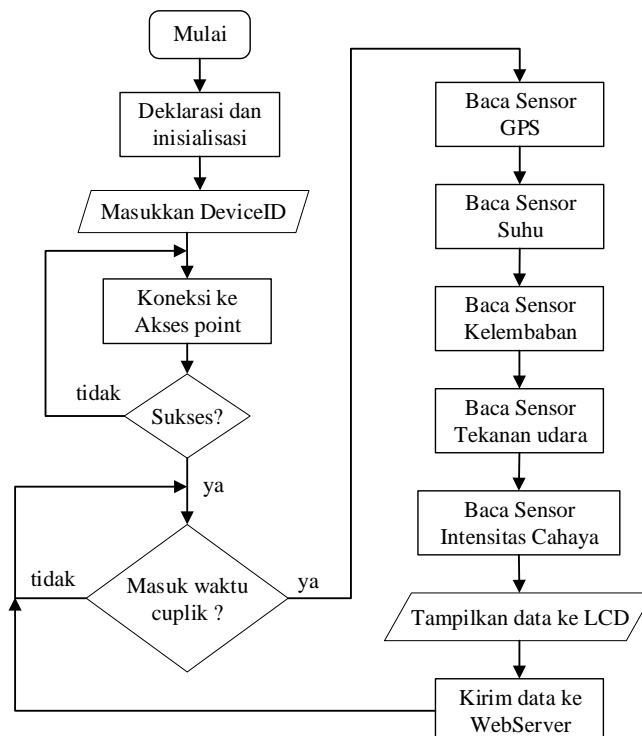 Mulai
Deklarasi dan
inisialisasi
Masukkan DeviceID
Koneksi ke
Akses point
tidak
Sukses?
ya
tidak
Masuk waktu
cuplik ?
ya
Baca Sensor
GPS
Baca Sensor
Suhu
Baca Sensor
Kelembaban
Baca Sensor
Tekanan udara
Baca Sensor
Intensitas Cahaya
Tampilkan data ke LCD
Kirim data ke
WebServer